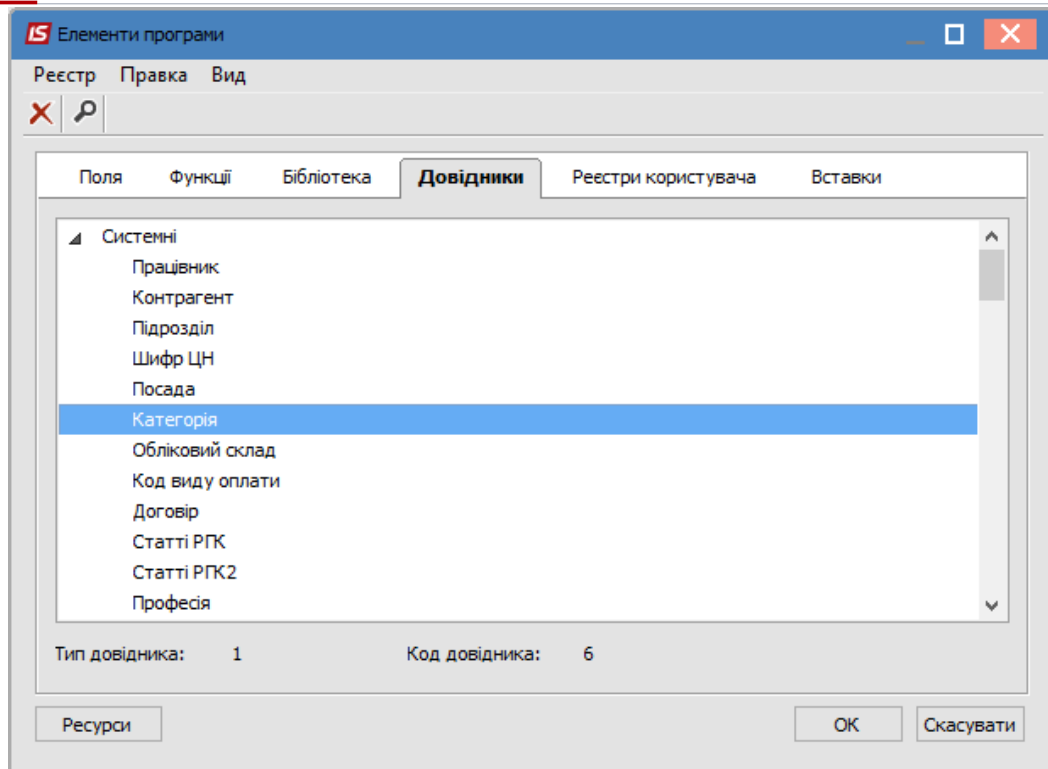 IS Елементи програми
Реєстр Правка Вид
Поля Функції Бібліотека Довідники Реєстри користувача Вставки
Системні
Працівник
Контрагент
Підрозділ
Шифр ЦН
Посада
Категорія
Обліковий склад
Код виду оплати
Договір
Статті РГК
Статті РГК2
Професія
Тип довідника: 1 Код довідника: 6
Ресурси ОК Скасувати